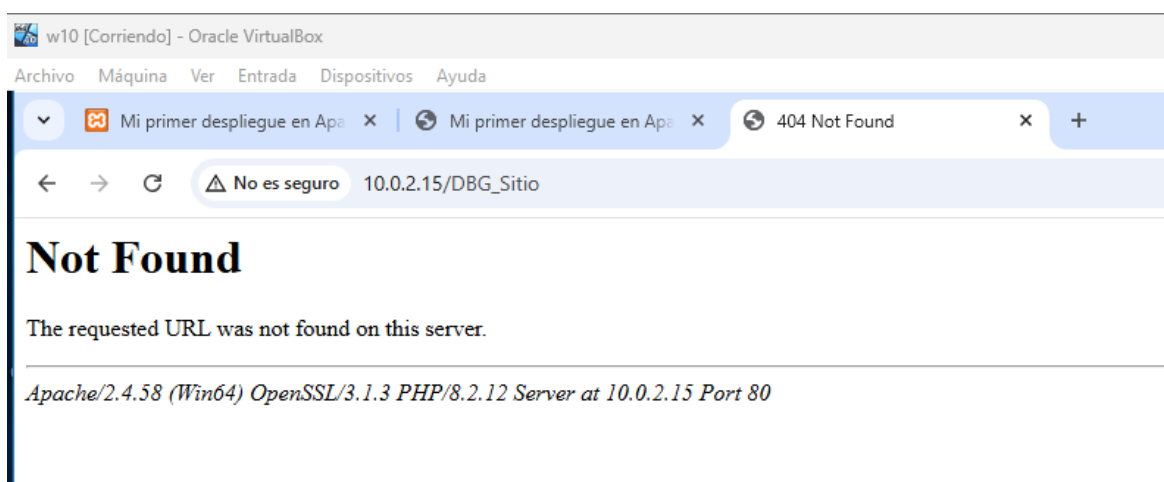 w10 [Corriendo] - Oracle VirtualBox
Archivo Máquina Ver Entrada Dispositivos Ayuda
Mi primer despliegue en Apa Mi primer despliegue en Apa 404 Not Found
No es seguro 10.0.2.15/DBG_Sitio
Not Found
The requested URL was not found on this server.
Apache/2.4.58 (Win64) OpenSSL/3.1.3 PHP/8.2.12 Server at 10.0.2.15 Port 80